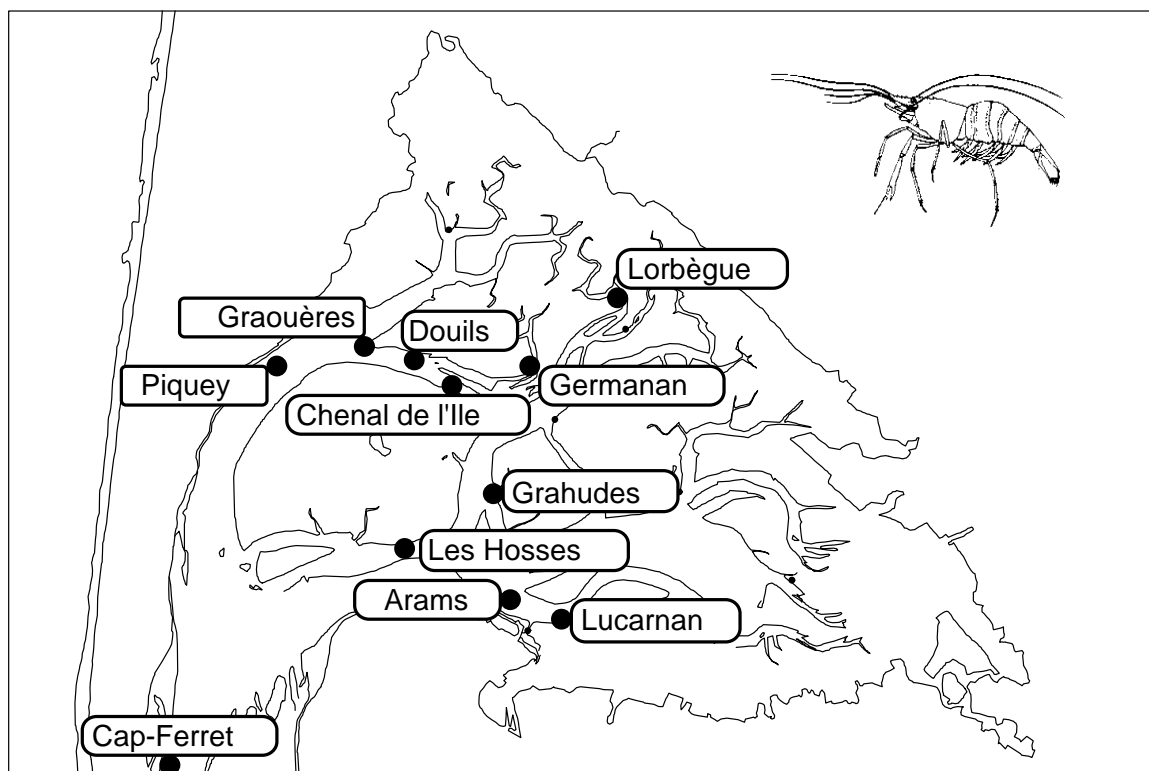 Lorbègue
Graouères
Douils
Piquey
Germanan
Chenal de l'Ile
Grahudes
Les Hosses
Arams
Lucarnan
Cap-Ferret